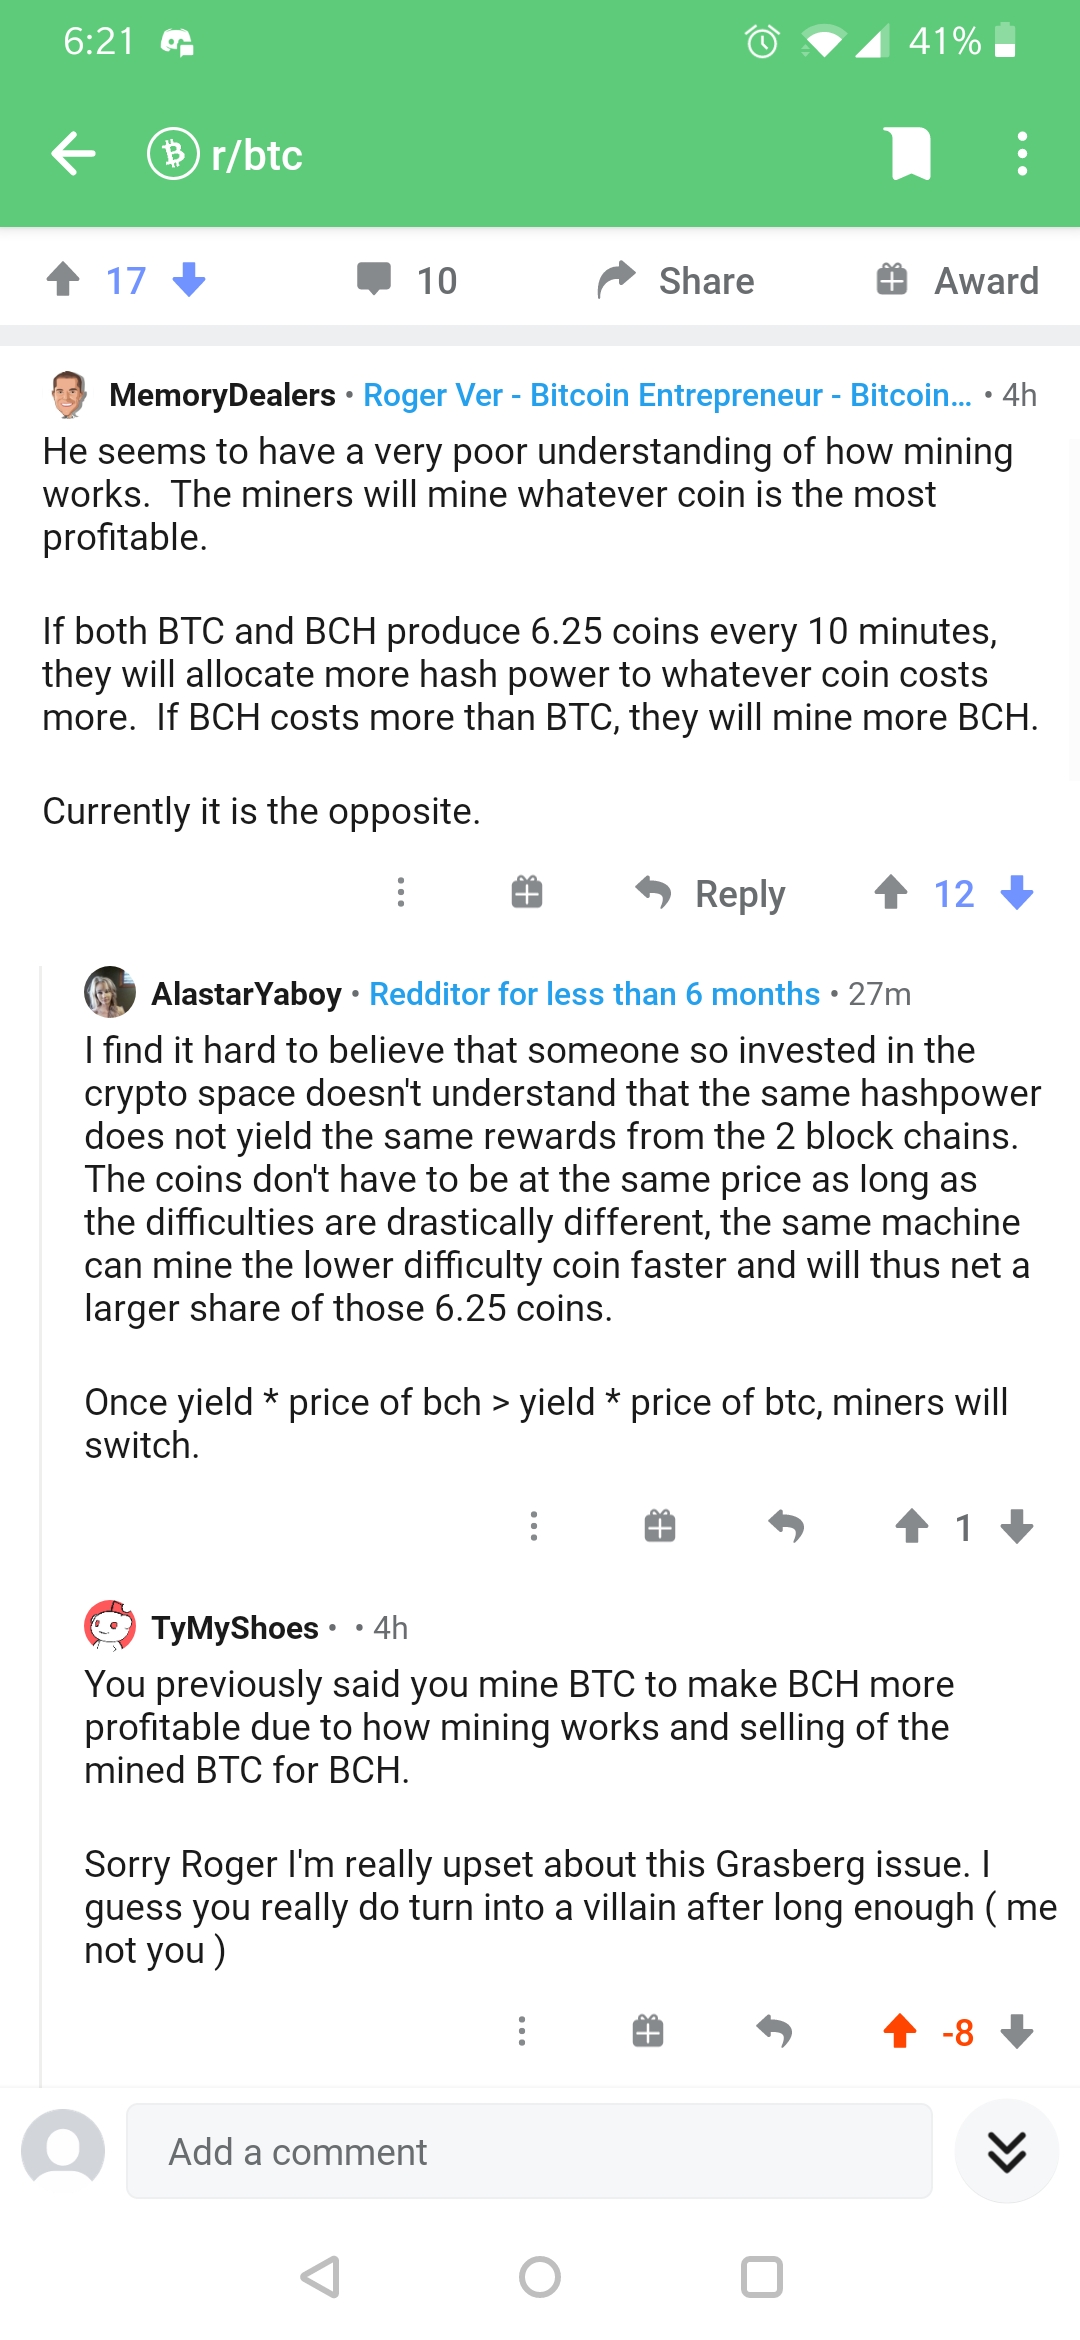 6:21
41%
r/btc
17
10
Share
Award
MemoryDealers • Roger Ver - Bitcoin Entrepreneur - Bitcoin... • 4h
He seems to have a very poor understanding of how mining
works.  The miners will mine whatever coin is the most
profitable.
If both BTC and BCH produce 6.25 coins every 10 minutes,
they will allocate more hash power to whatever coin costs
more.  If BCH costs more than BTC, they will mine more BCH.
Currently it is the opposite.
Reply
12
AlastarYaboy • Redditor for less than 6 months • 27m
I find it hard to believe that someone so invested in the
crypto space doesn't understand that the same hashpower
does not yield the same rewards from the 2 block chains.
The coins don't have to be at the same price as long as
the difficulties are drastically different, the same machine
can mine the lower difficulty coin faster and will thus net a
larger share of those 6.25 coins.
Once yield * price of bch > yield * price of btc, miners will
switch.
1
TyMyShoes • • 4h
You previously said you mine BTC to make BCH more
profitable due to how mining works and selling of the
mined BTC for BCH.
Sorry Roger I'm really upset about this Grasberg issue. I
guess you really do turn into a villain after long enough ( me
not you )
-8
Add a comment